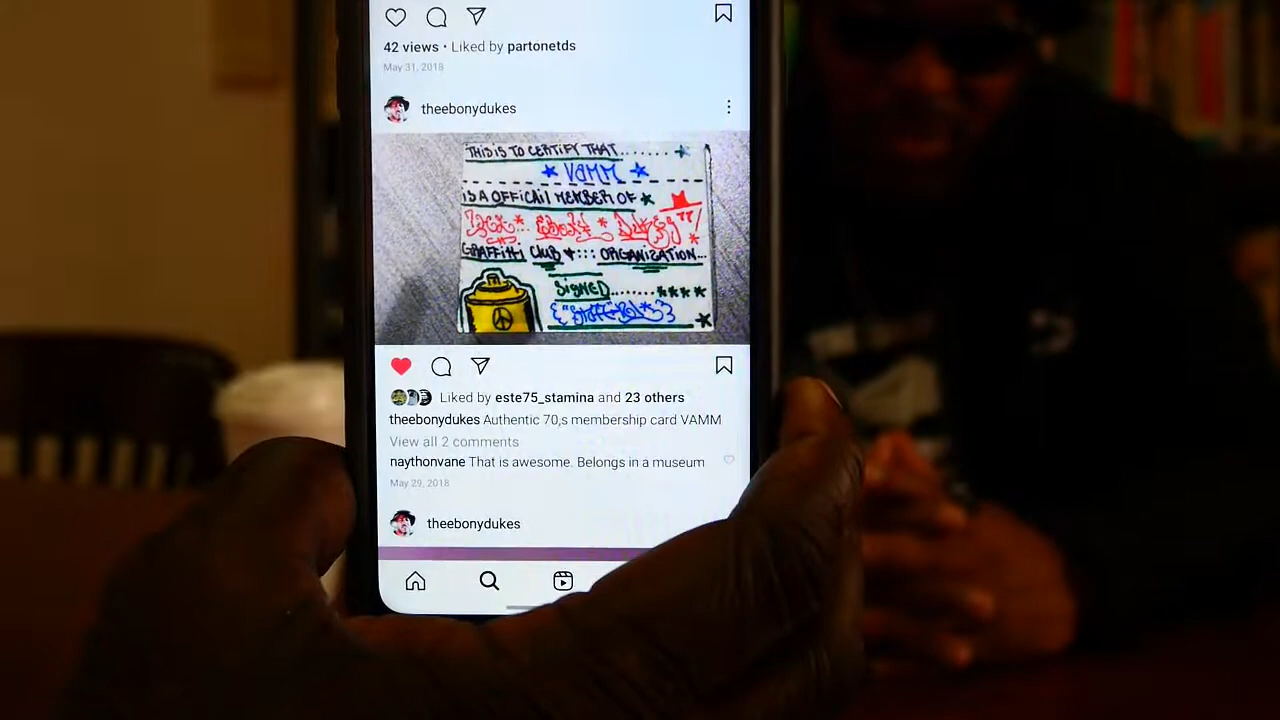 42 views • Liked by partonetds
May 31, 2018
theebonydukes
THIS IS TO CERTIFY THAT.......
VAMM
IS A OFFICAIL MEMBER OF
GRAFFITTI CLUB & ::: ORGANIZATION...
SIGNED........
Liked by este75_stamina and 23 others
theebonydukes Authentic 70,s membership card VAMM
View all 2 comments
naythonvane That is awesome. Belongs in a museum
May 29, 2018
theebonydukes